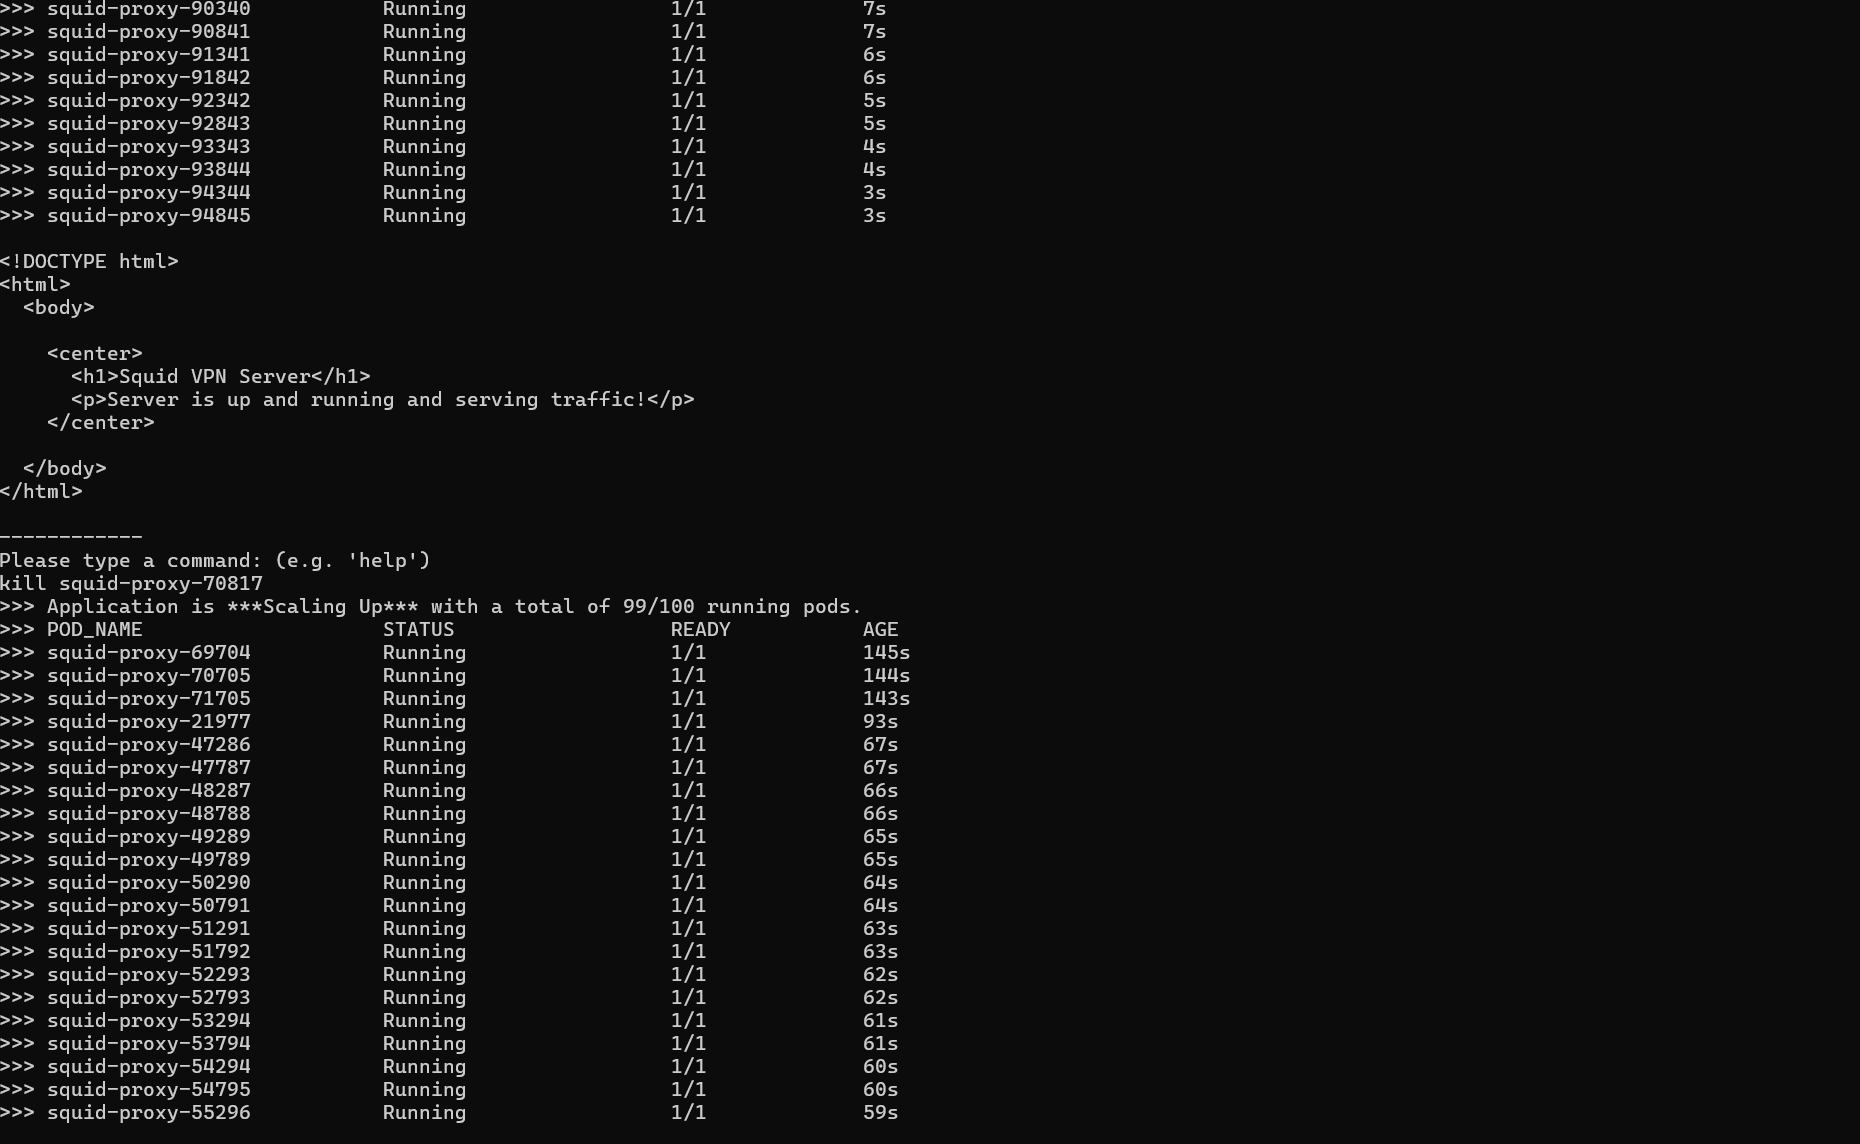 >>> squid-proxy-90340 Running 1/1 7s
>>> squid-proxy-90841 Running 1/1 7s
>>> squid-proxy-91341 Running 1/1 6s
>>> squid-proxy-91842 Running 1/1 6s
>>> squid-proxy-92342 Running 1/1 5s
>>> squid-proxy-92843 Running 1/1 5s
>>> squid-proxy-93343 Running 1/1 4s
>>> squid-proxy-93844 Running 1/1 4s
>>> squid-proxy-94344 Running 1/1 3s
>>> squid-proxy-94845 Running 1/1 3s
<!DOCTYPE html>
<html>
<body>
<center>
<h1>Squid VPN Server</h1>
<p>Server is up and running and serving traffic!</p>
</center>
</body>
</html>
------------
Please type a command: (e.g. 'help')
kill squid-proxy-70817
>>> Application is ***Scaling Up*** with a total of 99/100 running pods.
>>> POD_NAME STATUS READY AGE
>>> squid-proxy-69704 Running 1/1 145s
>>> squid-proxy-70705 Running 1/1 144s
>>> squid-proxy-71705 Running 1/1 143s
>>> squid-proxy-21977 Running 1/1 93s
>>> squid-proxy-47286 Running 1/1 67s
>>> squid-proxy-47787 Running 1/1 67s
>>> squid-proxy-48287 Running 1/1 66s
>>> squid-proxy-48788 Running 1/1 66s
>>> squid-proxy-49289 Running 1/1 65s
>>> squid-proxy-49789 Running 1/1 65s
>>> squid-proxy-50290 Running 1/1 64s
>>> squid-proxy-50791 Running 1/1 64s
>>> squid-proxy-51291 Running 1/1 63s
>>> squid-proxy-51792 Running 1/1 63s
>>> squid-proxy-52293 Running 1/1 62s
>>> squid-proxy-52793 Running 1/1 62s
>>> squid-proxy-53294 Running 1/1 61s
>>> squid-proxy-53794 Running 1/1 61s
>>> squid-proxy-54294 Running 1/1 60s
>>> squid-proxy-54795 Running 1/1 60s
>>> squid-proxy-55296 Running 1/1 59s